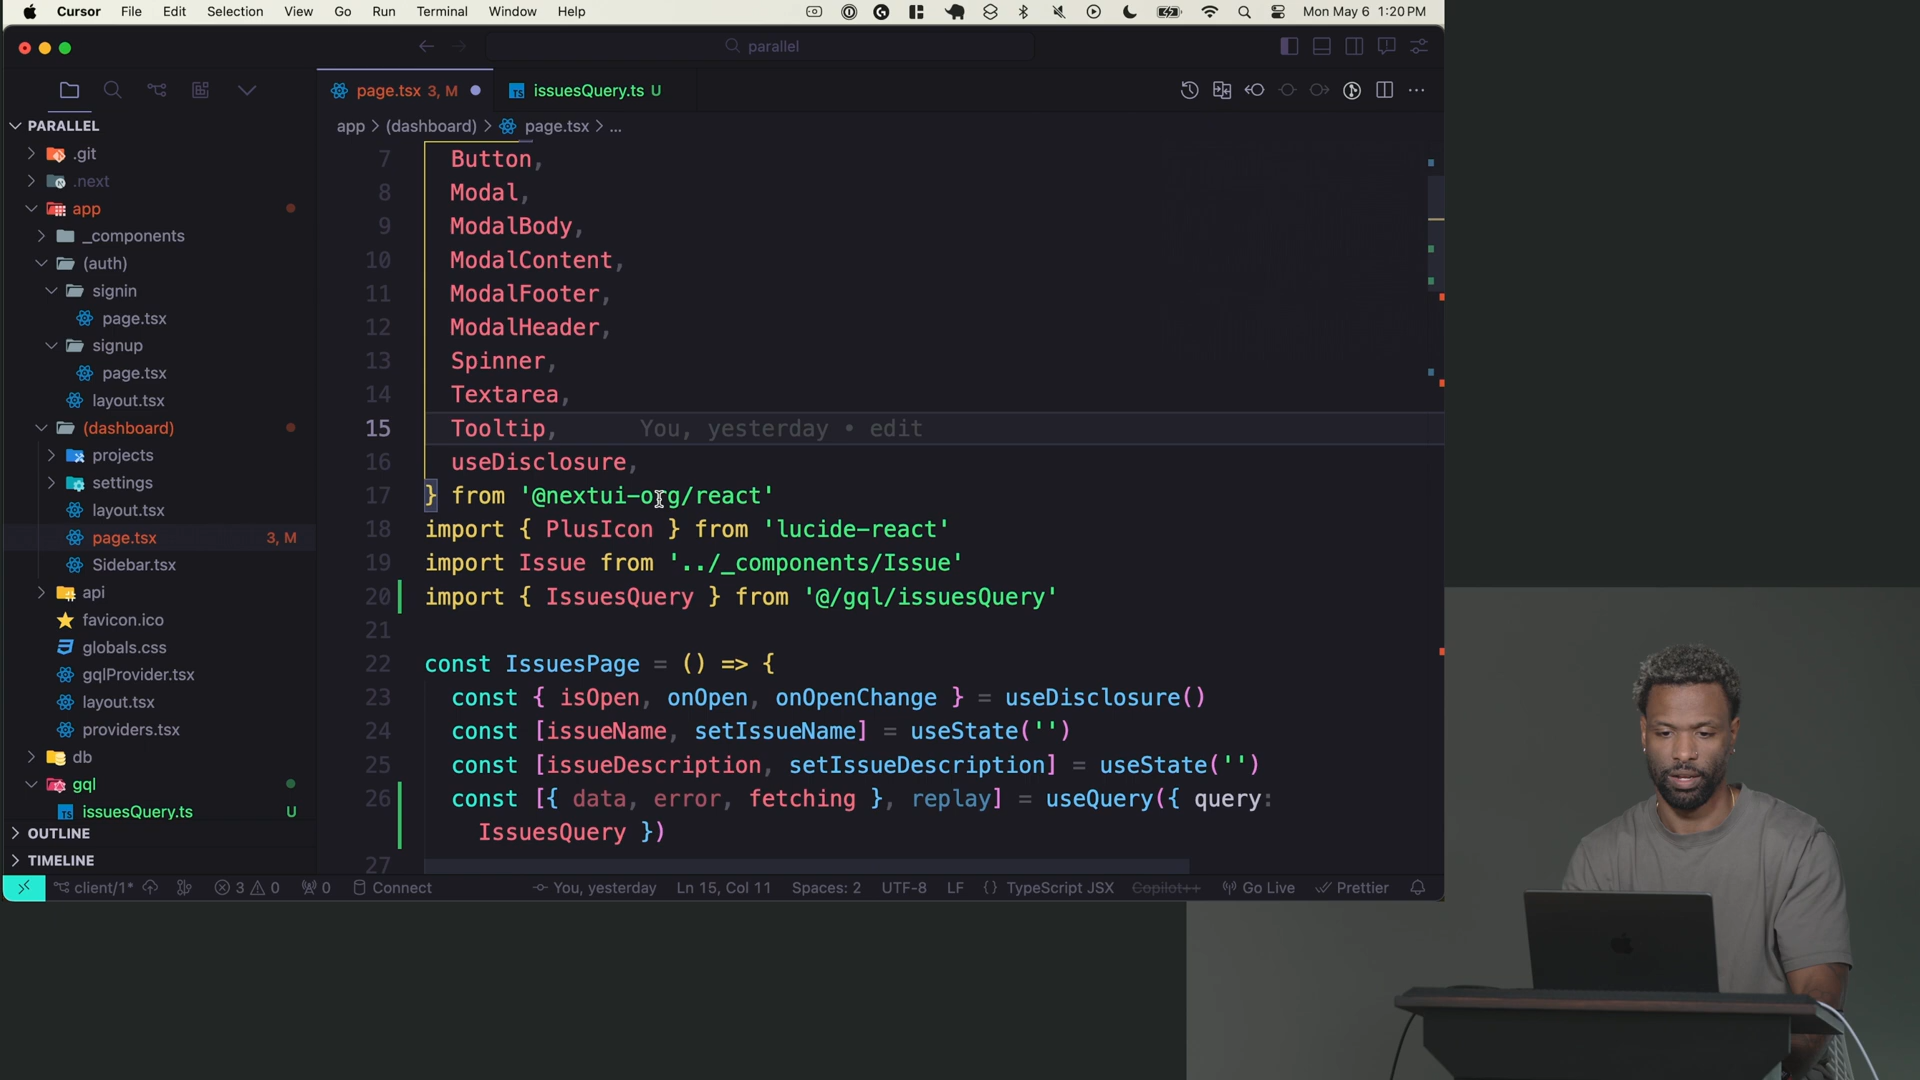 Cursor File Edit Selection View Go Run Terminal Window Help Mon May 6 1:20 PM
parallel
page.tsx 3, M issuesQuery.ts U
app > (dashboard) > page.tsx > ...
PARALLEL
.git
.next
app
_components
(auth)
signin
page.tsx
signup
page.tsx
layout.tsx
(dashboard)
projects
settings
layout.tsx
page.tsx 3, M
Sidebar.tsx
api
favicon.ico
globals.css
gqlProvider.tsx
layout.tsx
providers.tsx
db
gql
issuesQuery.ts U
OUTLINE
TIMELINE
7 Button,
8 Modal,
9 ModalBody,
10 ModalContent,
11 ModalFooter,
12 ModalHeader,
13 Spinner,
14 Textarea,
15 Tooltip, You, yesterday • edit
16 useDisclosure,
17 } from '@nextui-org/react'
18 import { PlusIcon } from 'lucide-react'
19 import Issue from '../_components/Issue'
20 import { IssuesQuery } from '@/gql/issuesQuery'
21
22 const IssuesPage = () => {
23 const { isOpen, onOpen, onOpenChange } = useDisclosure()
24 const [issueName, setIssueName] = useState('')
25 const [issueDescription, setIssueDescription] = useState('')
26 const [{ data, error, fetching }, replay] = useQuery({ query:
IssuesQuery })
27
client/1* 3 0 0 Connect You, yesterday Ln 15, Col 11 Spaces: 2 UTF-8 LF {} TypeScript JSX Copilot++ Go Live Prettier